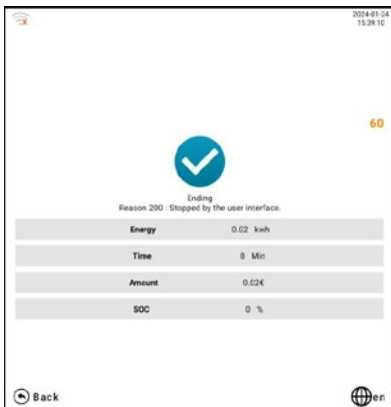 2024-01-24
15:39:10
60
Ending
Reason 200 : Stopped by the user interface.
Energy 0.02 kwh
Time 0 Min
Amount 0.02€
SOC 0 %
Back
en